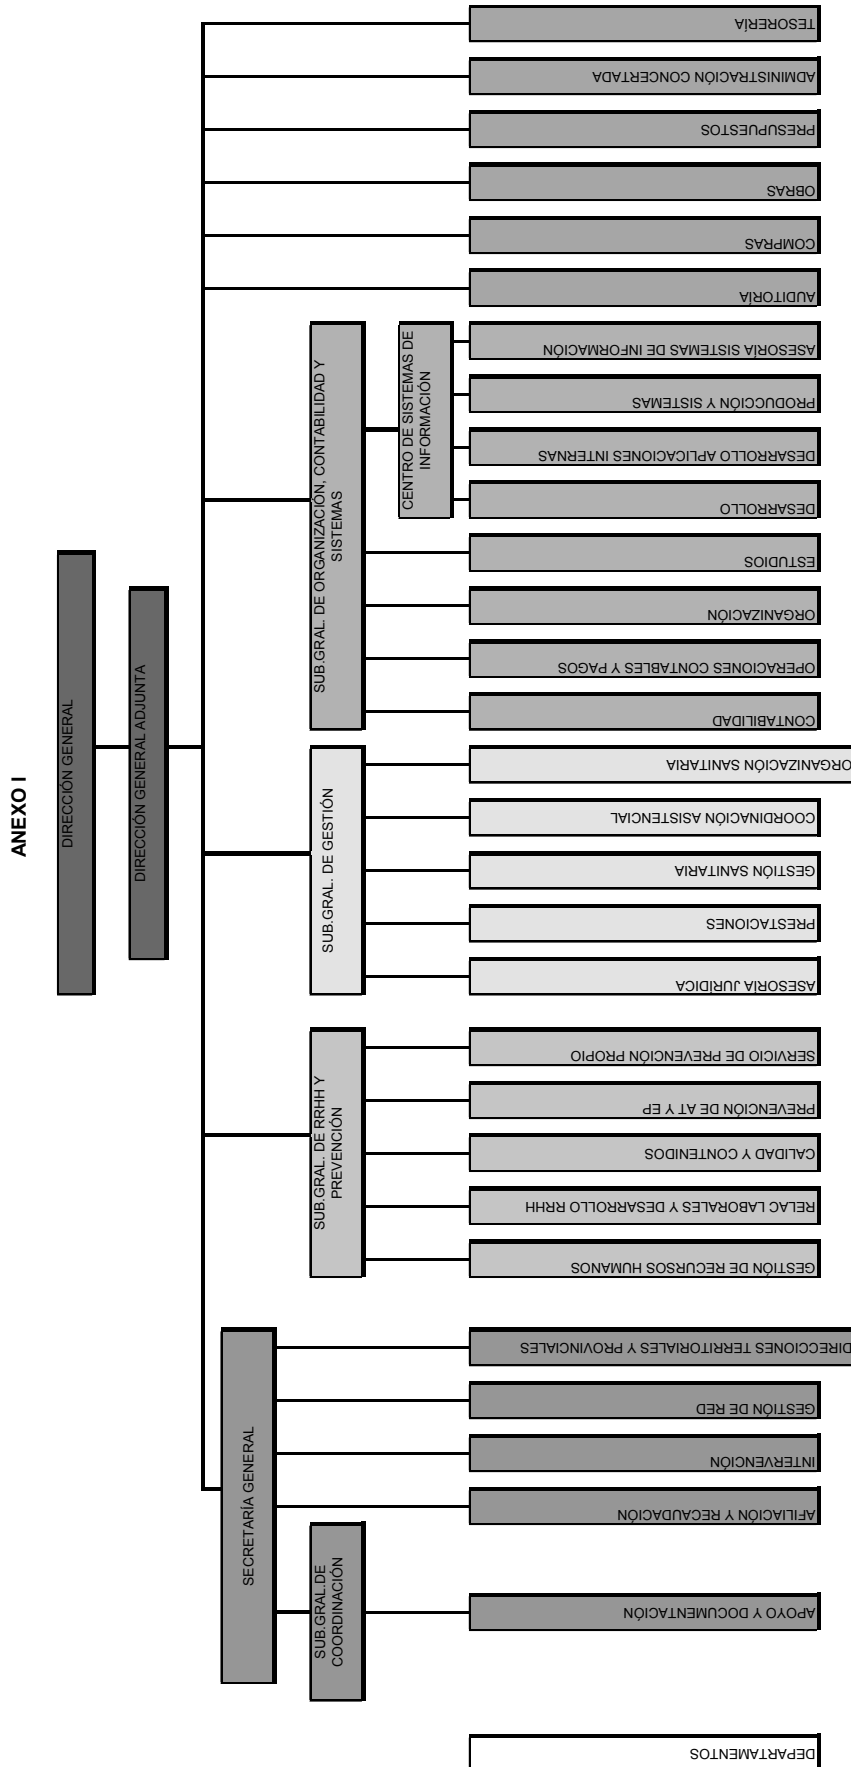 ANEXO I
DIRECCIÓN GENERAL
DIRECCIÓN GENERAL ADJUNTA
SECRETARÍA GENERAL
SUB.GRAL.DE
COORDINACIÓN
SUB.GRAL. DE RRHH Y
PREVENCIÓN
SUB.GRAL. DE GESTIÓN
SUB.GRAL. DE ORGANIZACIÓN, CONTABILIDAD Y
SISTEMAS
CENTRO DE SISTEMAS DE
INFORMACIÓN
DEPARTAMENTOS
APOYO Y DOCUMENTACIÓN
AFILIACIÓN Y RECAUDACIÓN
INTERVENCIÓN
GESTIÓN DE RED
DIRECCIONES TERRITORIALES Y PROVINCIALES
GESTIÓN DE RECURSOS HUMANOS
RELAC LABORALES Y DESARROLLO RRHH
CALIDAD Y CONTENIDOS
PREVENCIÓN DE AT Y EP
SERVICIO DE PREVENCIÓN PROPIO
ASESORÍA JURÍDICA
PRESTACIONES
GESTIÓN SANITARIA
COORDINACIÓN ASISTENCIAL
ORGANIZACIÓN SANITARIA
CONTABILIDAD
OPERACIONES CONTABLES Y PAGOS
ORGANIZACIÓN
ESTUDIOS
DESARROLLO
DESARROLLO APLICACIONES INTERNAS
PRODUCCIÓN Y SISTEMAS
ASESORÍA SISTEMAS DE INFORMACIÓN
AUDITORÍA
COMPRAS
OBRAS
PRESUPUESTOS
ADMINISTRACIÓN CONCERTADA
TESORERÍA